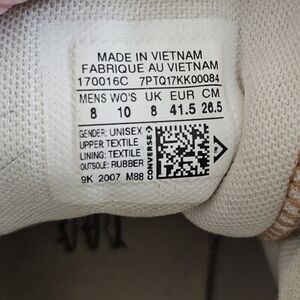 MADE IN VIETNAM
FABRIQUE AU VIETNAM
170016C 7PTQ17KK00084
MENS WO'S UK EUR CM
8 10 8 41.5 26.5
GENDER: UNISEX
UPPER: TEXTILE
LINING: TEXTILE
OUTSOLE: RUBBER
CONVERSE
9K 2007 M88